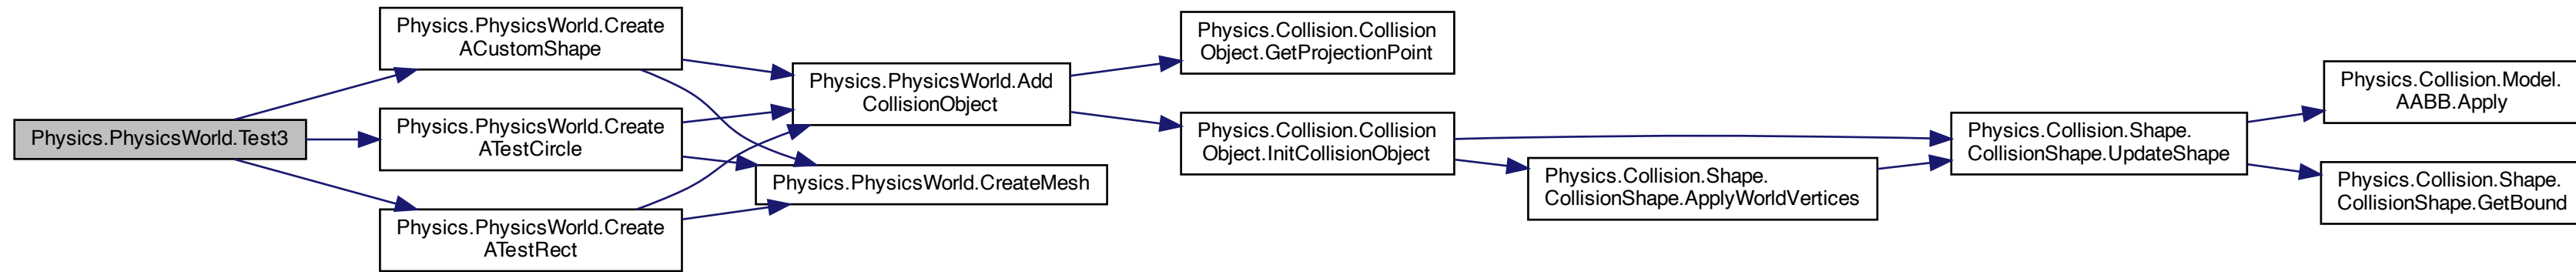 Physics.PhysicsWorld.Test3
Physics.PhysicsWorld.Create
ACustomShape
Physics.PhysicsWorld.Create
ATestCircle
Physics.PhysicsWorld.Create
ATestRect
Physics.PhysicsWorld.Add
CollisionObject
Physics.PhysicsWorld.CreateMesh
Physics.Collision.Collision
Object.GetProjectionPoint
Physics.Collision.Collision
Object.InitCollisionObject
Physics.Collision.Shape.
CollisionShape.ApplyWorldVertices
Physics.Collision.Shape.
CollisionShape.UpdateShape
Physics.Collision.Model.
AABB.Apply
Physics.Collision.Shape.
CollisionShape.GetBound